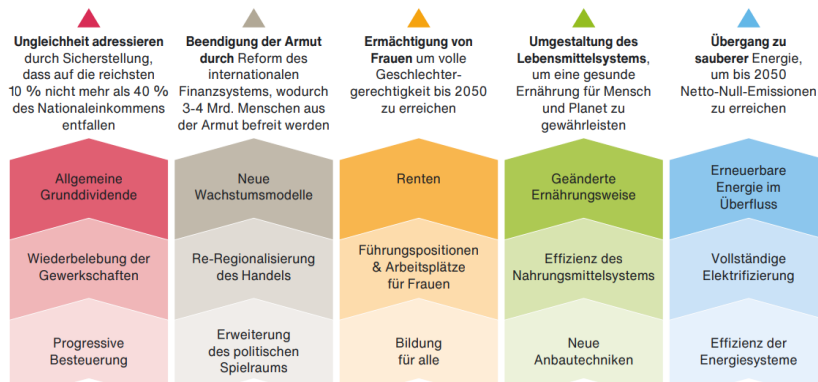 Ungleichheit adressieren
durch Sicherstellung,
dass auf die reichsten
10 % nicht mehr als 40 %
des Nationaleinkommens
entfallen
Beendigung der Armut
durch Reform des
internationalen
Finanzsystems, wodurch
3-4 Mrd. Menschen aus
der Armut befreit werden
Ermächtigung von
Frauen um volle
Geschlechter-
gerechtigkeit bis 2050
zu erreichen
Umgestaltung des
Lebensmittelsystems,
um eine gesunde
Ernährung für Mensch
und Planet zu
gewährleisten
Übergang zu
sauberer Energie,
um bis 2050
Netto-Null-Emissionen
zu erreichen
Allgemeine
Grunddividende
Neue
Wachstumsmodelle
Renten
Geänderte
Ernährungsweise
Erneuerbare
Energie im
Überfluss
Wiederbelebung der
Gewerkschaften
Re-Regionalisierung
des Handels
Führungspositionen
& Arbeitsplätze
für Frauen
Effizienz des
Nahrungsmittelsystems
Vollständige
Elektrifizierung
Progressive
Besteuerung
Erweiterung
des politischen
Spielraums
Bildung
für alle
Neue
Anbautechniken
Effizienz der
Energiesysteme